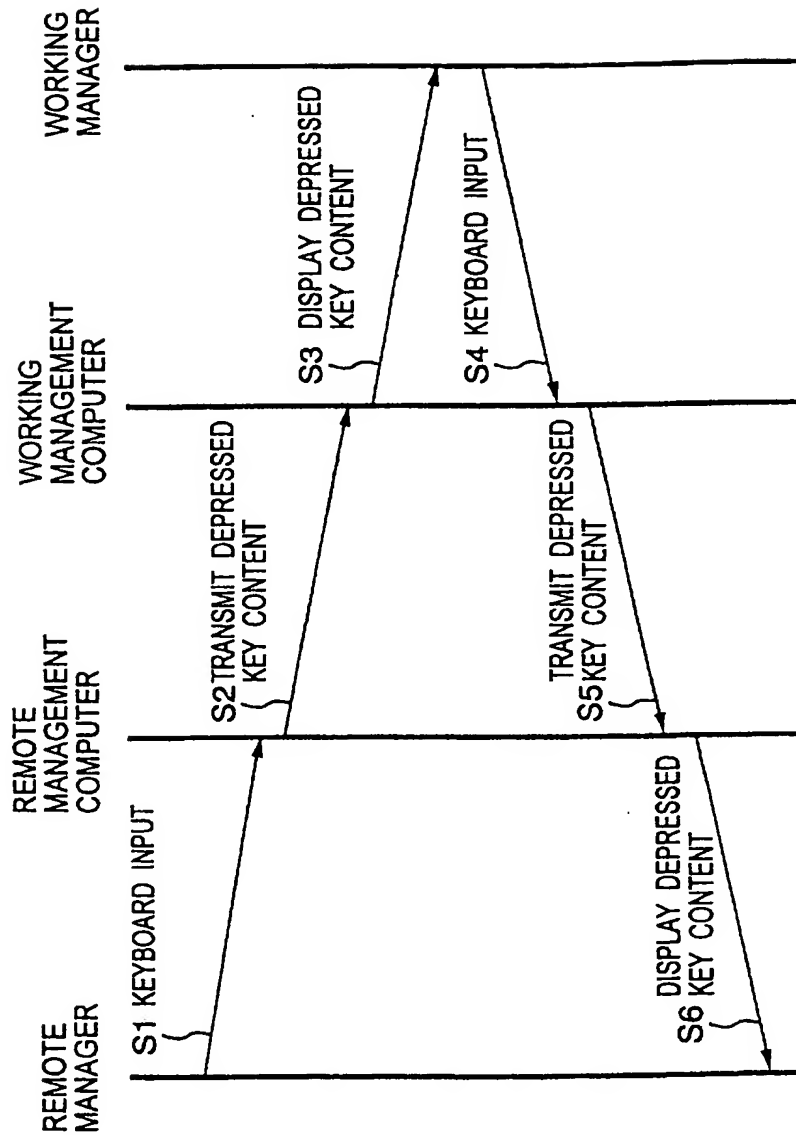 REMOTE
MANAGER
REMOTE
MANAGEMENT
COMPUTER
WORKING
MANAGEMENT
COMPUTER
WORKING
MANAGER
S1 KEYBOARD INPUT
S2 TRANSMIT DEPRESSED
KEY CONTENT
S3 DISPLAY DEPRESSED
KEY CONTENT
S4 KEYBOARD INPUT
TRANSMIT DEPRESSED
S5 KEY CONTENT
DISPLAY DEPRESSED
S6 KEY CONTENT